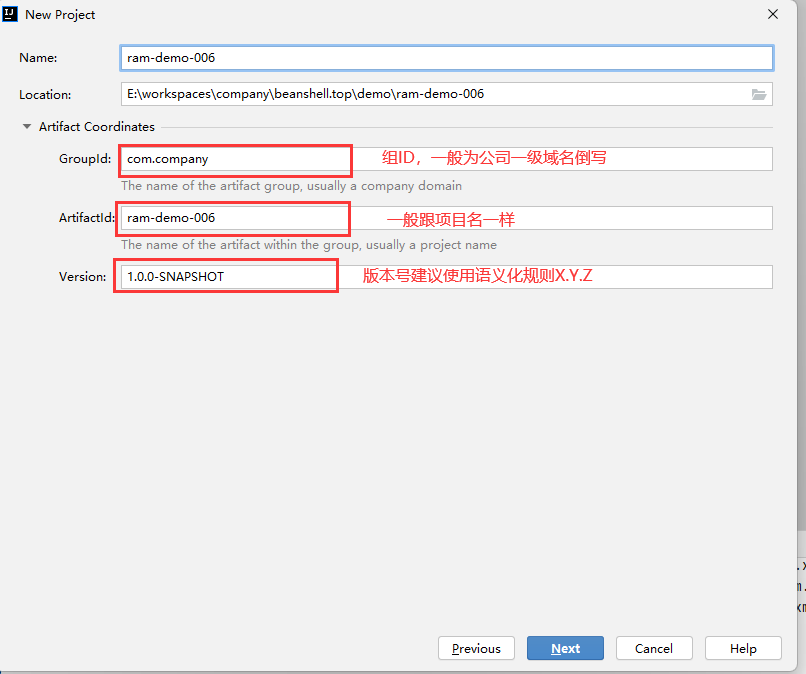 New Project
Name: ram-demo-006
Location: E:\workspaces\company\beanshell.top\demo\ram-demo-006
Artifact Coordinates
GroupId: com.company 组ID，一般为公司一级域名倒写
The name of the artifact group, usually a company domain
ArtifactId: ram-demo-006 一般跟项目名一样
The name of the artifact within the group, usually a project name
Version: 1.0.0-SNAPSHOT 版本号建议使用语义化规则X.Y.Z
Previous Next Cancel Help